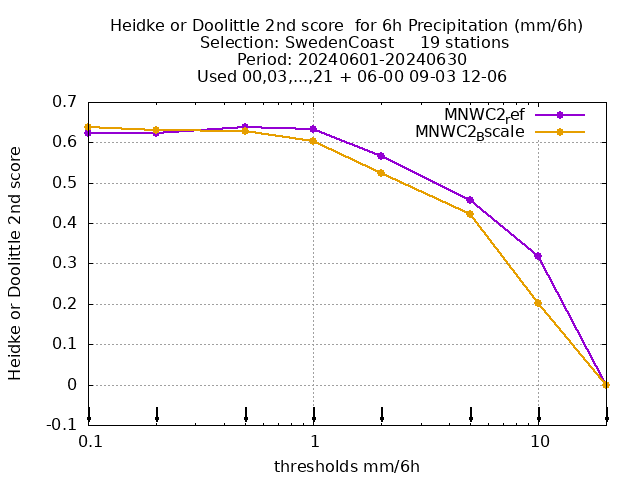 Heidke or Doolittle 2nd score  for 6h Precipitation (mm/6h)
Selection: SwedenCoast     19 stations
Period: 20240601-20240630
Used 00,03,...,21 + 06-00 09-03 12-06
MNWC2ref
MNWC2Bscale
Heidke or Doolittle 2nd score
0.7
0.6
0.5
0.4
0.3
0.2
0.1
0
-0.1
0.1 1 10
thresholds mm/6h